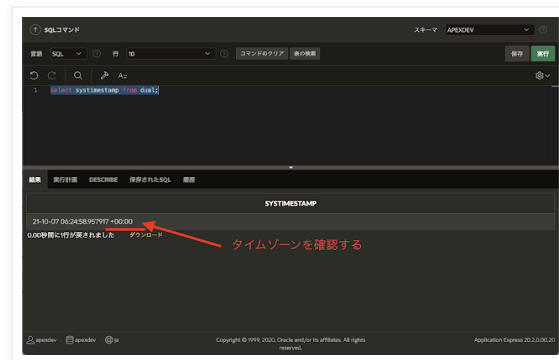 SQLコマンド
スキーマ APEXDEV
言語 SQL 行 10 コマンドのクリア 表の検索 保存 実行
1 select systimestamp from dual;
結果 実行計画 DESCRIBE 保存されたSQL 履歴
SYSTIMESTAMP
21-10-07 06:24:58.957917 +00:00
0.00秒間に1行が戻されました ダウンロード
タイムゾーンを確認する
apexdev apexdev ja
Copyright © 1999, 2020, Oracle and/or its affiliates. All rights reserved.
Application Express 20.2.0.00.20